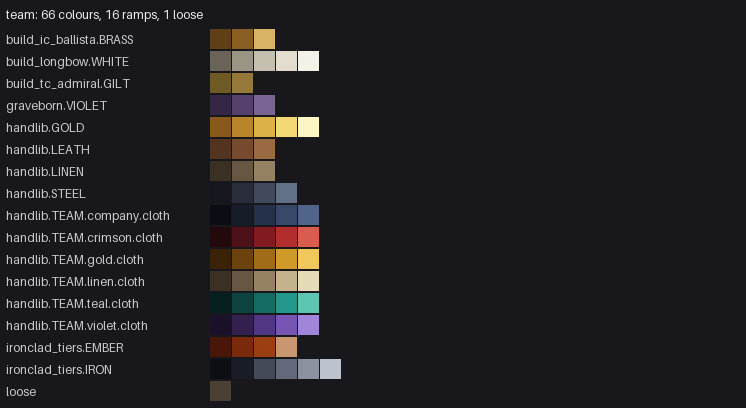 team: 66 colours, 16 ramps, 1 loose
build_ic_ballista.BRASS
build_longbow.WHITE
build_tc_admiral.GILT
graveborn.VIOLET
handlib.GOLD
handlib.LEATH
handlib.LINEN
handlib.STEEL
handlib.TEAM.company.cloth
handlib.TEAM.crimson.cloth
handlib.TEAM.gold.cloth
handlib.TEAM.linen.cloth
handlib.TEAM.teal.cloth
handlib.TEAM.violet.cloth
ironclad_tiers.EMBER
ironclad_tiers.IRON
loose